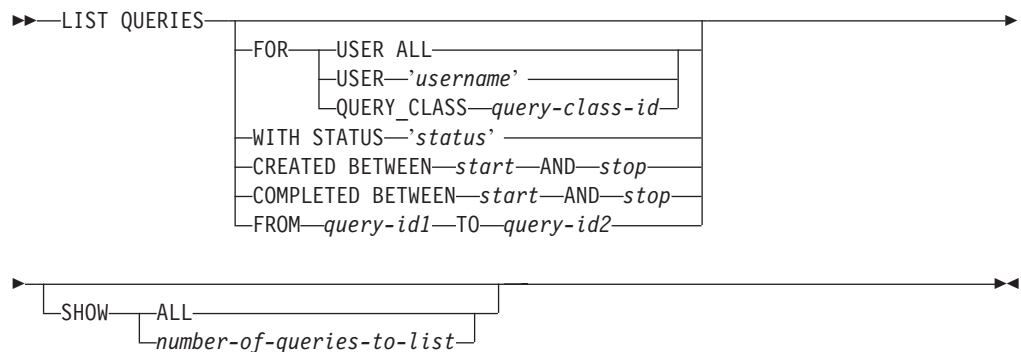 LIST QUERIES
FOR USER ALL
USER ’username’
QUERY_CLASS query-class-id
WITH STATUS ’status’
CREATED BETWEEN start AND stop
COMPLETED BETWEEN start AND stop
FROM query-id1 TO query-id2
SHOW ALL
number-of-queries-to-list